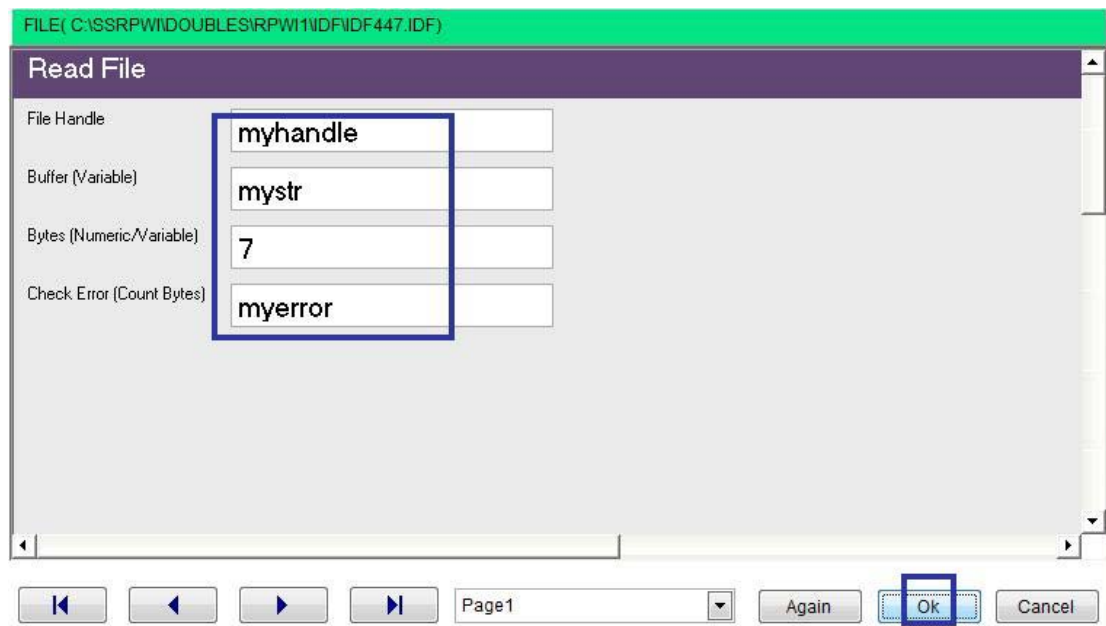 FILE( C:\SSRPWI\DOUBLES\RPWI1\IDF\IDF447.IDF)
Read File
File Handle
myhandle
Buffer (Variable)
mystr
Bytes (Numeric/Variable)
7
Check Error (Count Bytes)
myerror
Page1 Again Ok Cancel